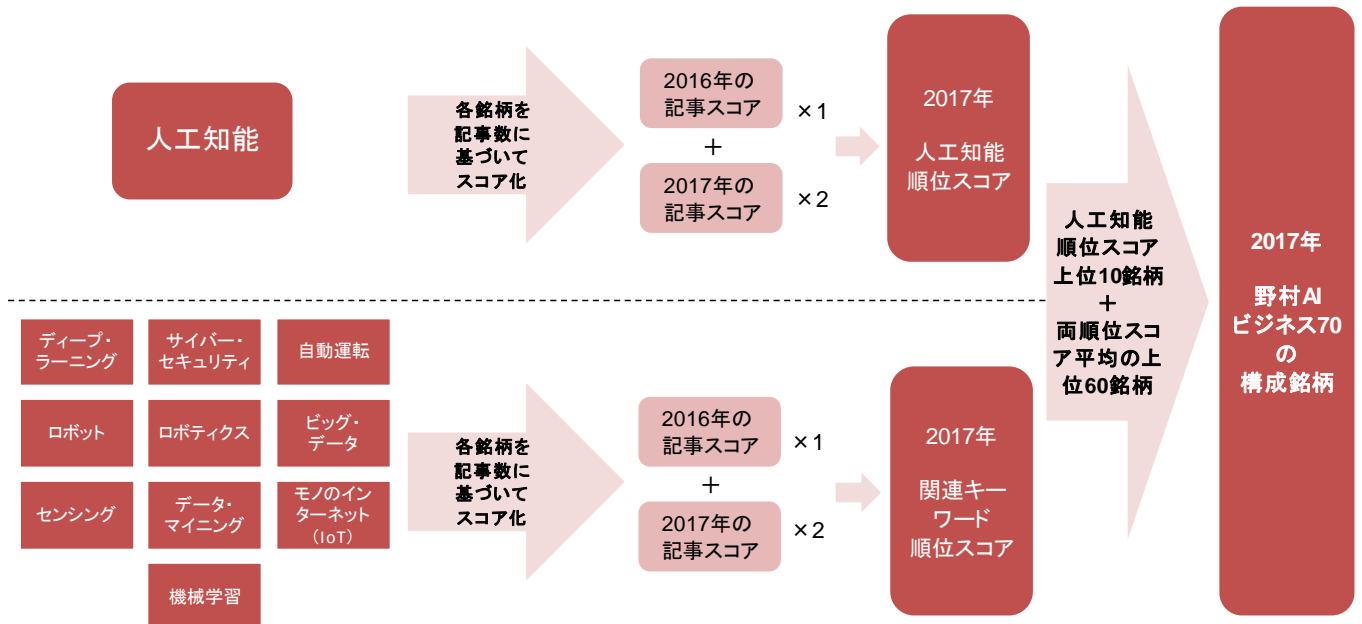 人工知能
各銘柄を
記事数に
基づいて
スコア化
2016年の
記事スコア
×1
+
2017年の
記事スコア
×2
2017年
人工知能
順位スコア
ディープ・
ラーニング
サイバー・
セキュリティ
自動運転
ロボット
ロボティクス
ビッグ・
データ
センシング
データ・
マイニング
モノのイン
ターネット
(IoT)
機械学習
各銘柄を
記事数に
基づいて
スコア化
2016年の
記事スコア
×1
+
2017年の
記事スコア
×2
2017年
関連キー
ワード
順位スコア
人工知能
順位スコア
上位10銘柄
+
両順位スコ
ア平均の上
位60銘柄
2017年
野村AI
ビジネス70
の
構成銘柄